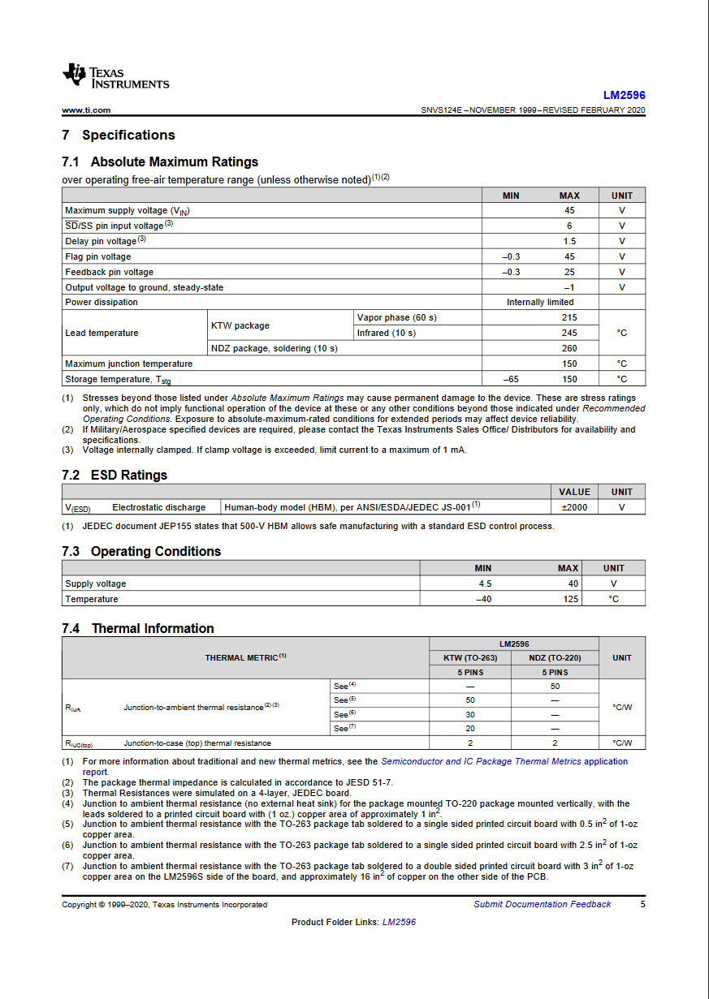 TEXAS
INSTRUMENTS
LM2596
www.ti.com SNVS124E –NOVEMBER 1999–REVISED FEBRUARY 2020
7 Specifications
7.1 Absolute Maximum Ratings
over operating free-air temperature range (unless otherwise noted)(1)(2)
MIN MAX UNIT
Maximum supply voltage (VIN) 45 V
SD/SS pin input voltage(3) 6 V
Delay pin voltage(3) 1.5 V
Flag pin voltage –0.3 45 V
Feedback pin voltage –0.3 25 V
Output voltage to ground, steady-state –1 V
Power dissipation Internally limited
Lead temperature KTW package Vapor phase (60 s) 215 °C
Infrared (10 s) 245
NDZ package, soldering (10 s) 260
Maximum junction temperature 150 °C
Storage temperature, Tstg –65 150 °C
(1) Stresses beyond those listed under Absolute Maximum Ratings may cause permanent damage to the device. These are stress ratings
only, which do not imply functional operation of the device at these or any other conditions beyond those indicated under Recommended
Operating Conditions. Exposure to absolute-maximum-rated conditions for extended periods may affect device reliability.
(2) If Military/Aerospace specified devices are required, please contact the Texas Instruments Sales Office/ Distributors for availability and
specifications.
(3) Voltage internally clamped. If clamp voltage is exceeded, limit current to a maximum of 1 mA.
7.2 ESD Ratings
VALUE UNIT
V(ESD) Electrostatic discharge Human-body model (HBM), per ANSI/ESDA/JEDEC JS-001(1) ±2000 V
(1) JEDEC document JEP155 states that 500-V HBM allows safe manufacturing with a standard ESD control process.
7.3 Operating Conditions
MIN MAX UNIT
Supply voltage 4.5 40 V
Temperature –40 125 °C
7.4 Thermal Information
THERMAL METRIC(1) LM2596 UNIT
KTW (TO-263) NDZ (TO-220)
5 PINS 5 PINS
RθJA Junction-to-ambient thermal resistance(2)(3) See(4) — 50 °C/W
See(5) 50 —
See(6) 30 —
See(7) 20 —
RθJC(top) Junction-to-case (top) thermal resistance 2 2 °C/W
(1) For more information about traditional and new thermal metrics, see the Semiconductor and IC Package Thermal Metrics application
report.
(2) The package thermal impedance is calculated in accordance to JESD 51-7.
(3) Thermal Resistances were simulated on a 4-layer, JEDEC board.
(4) Junction to ambient thermal resistance (no external heat sink) for the package mounted TO-220 package mounted vertically, with the
leads soldered to a printed circuit board with (1 oz.) copper area of approximately 1 in2.
(5) Junction to ambient thermal resistance with the TO-263 package tab soldered to a single sided printed circuit board with 0.5 in2 of 1-oz
copper area.
(6) Junction to ambient thermal resistance with the TO-263 package tab soldered to a single sided printed circuit board with 2.5 in2 of 1-oz
copper area.
(7) Junction to ambient thermal resistance with the TO-263 package tab soldered to a double sided printed circuit board with 3 in2 of 1-oz
copper area on the LM2596S side of the board, and approximately 16 in2 of copper on the other side of the PCB.
Copyright © 1999–2020, Texas Instruments Incorporated Submit Documentation Feedback 5
Product Folder Links: LM2596